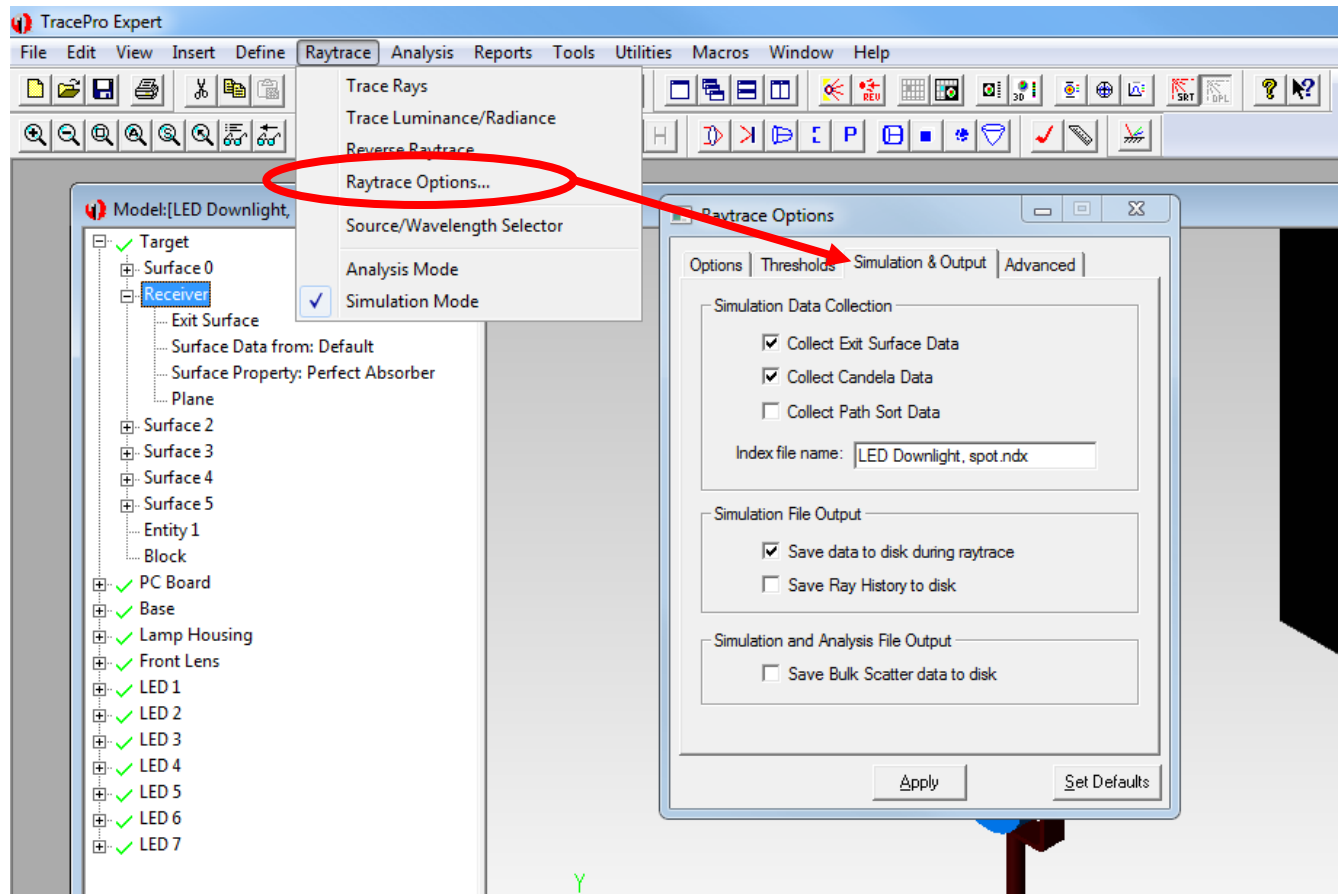 TracePro Expert
File Edit View Insert Define Raytrace Analysis Reports Tools Utilities Macros Window Help
Trace Rays
Trace Luminance/Radiance
Reverse Raytrace
Raytrace Options...
Source/Wavelength Selector
Analysis Mode
Simulation Mode
REV
3D
SRT
DPL
H
P
Model:[LED Downlight,
Target
Surface 0
Receiver
Exit Surface
Surface Data from: Default
Surface Property: Perfect Absorber
Plane
Surface 2
Surface 3
Surface 4
Surface 5
Entity 1
Block
PC Board
Base
Lamp Housing
Front Lens
LED 1
LED 2
LED 3
LED 4
LED 5
LED 6
LED 7
Raytrace Options
Options Thresholds Simulation & Output Advanced
Simulation Data Collection
Collect Exit Surface Data
Collect Candela Data
Collect Path Sort Data
Index file name: LED Downlight, spot.ndx
Simulation File Output
Save data to disk during raytrace
Save Ray History to disk
Simulation and Analysis File Output
Save Bulk Scatter data to disk
Apply Set Defaults
Y